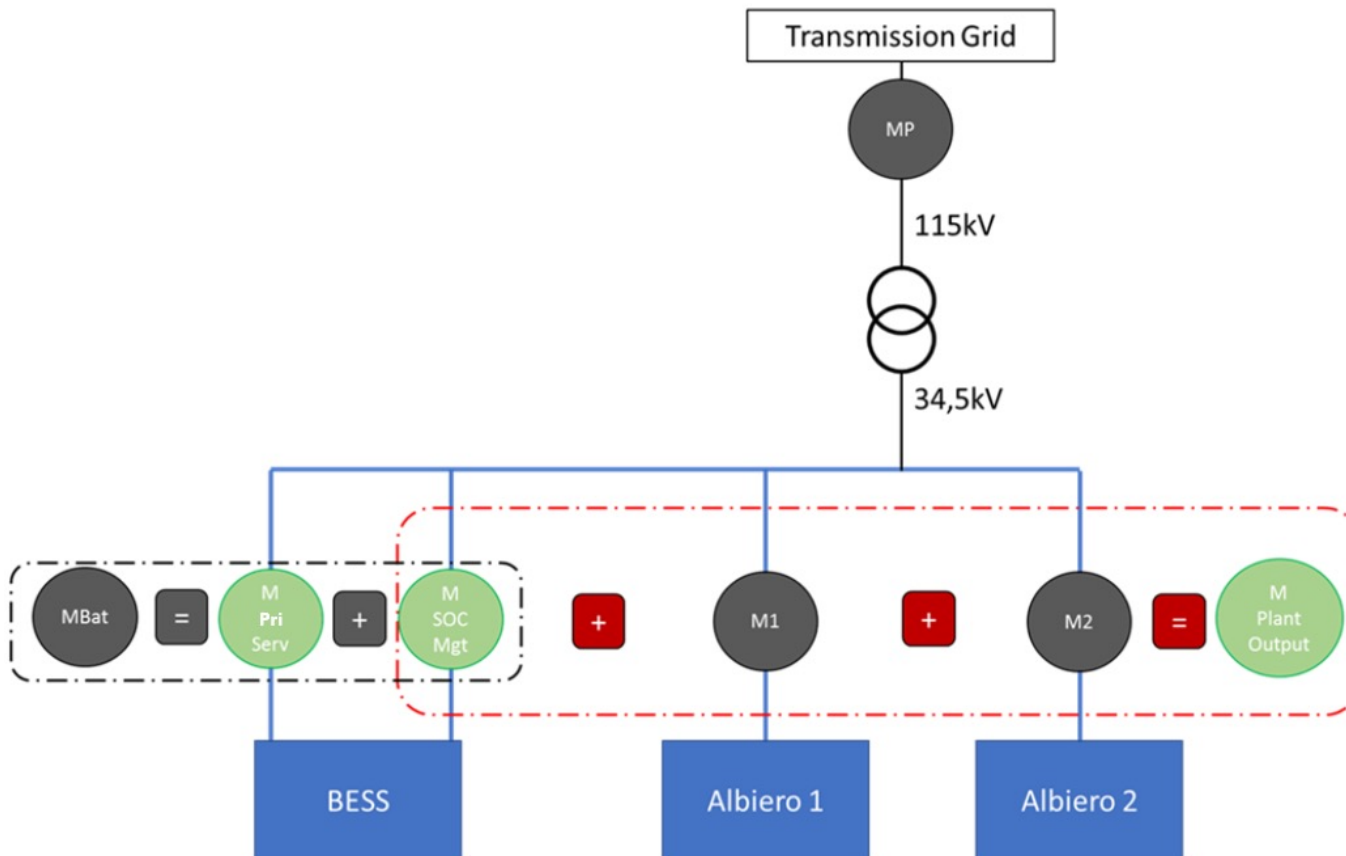 Transmission Grid
MP
115kV
34,5kV
MBat
=
M
Pri
Serv
+
M
SOC
Mgt
+
M1
+
M2
=
M
Plant
Output
BESS
Albiero 1
Albiero 2